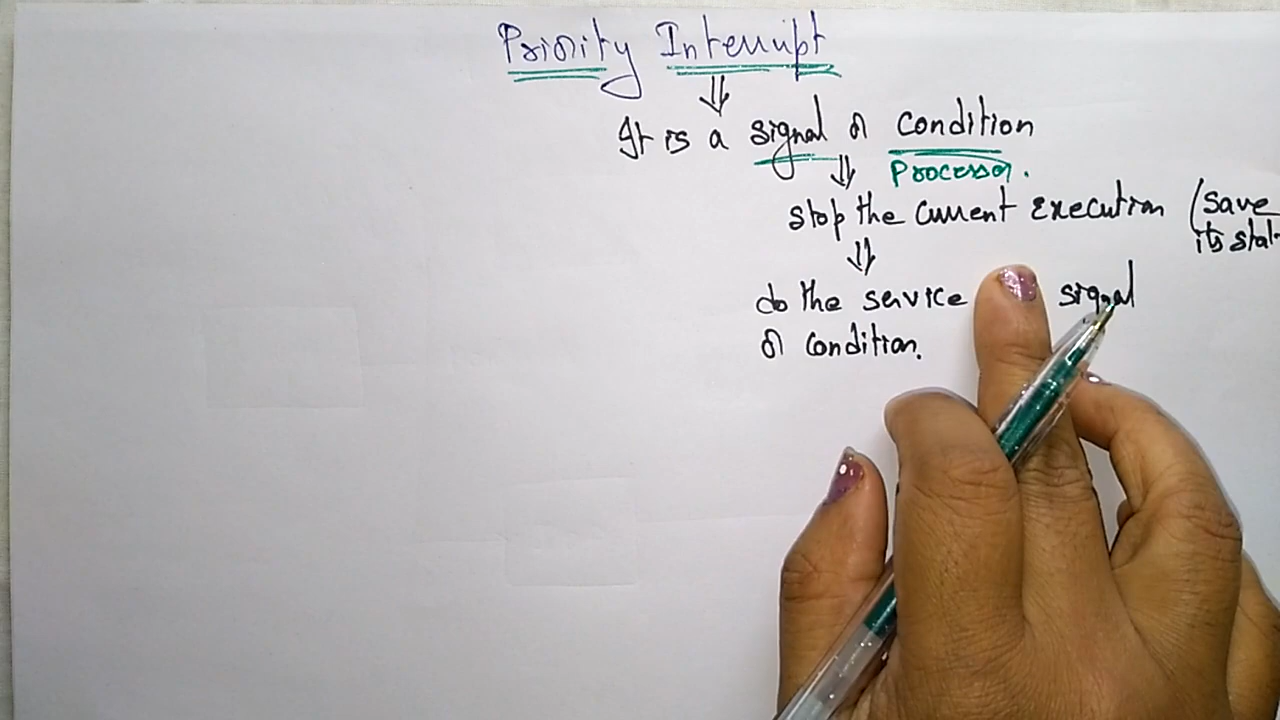 Priority Interrupt
⇓
It is a signal or condition
⇓ Processor.
stop the current Execution (save
its stat
⇓
do the service signal
or condition.